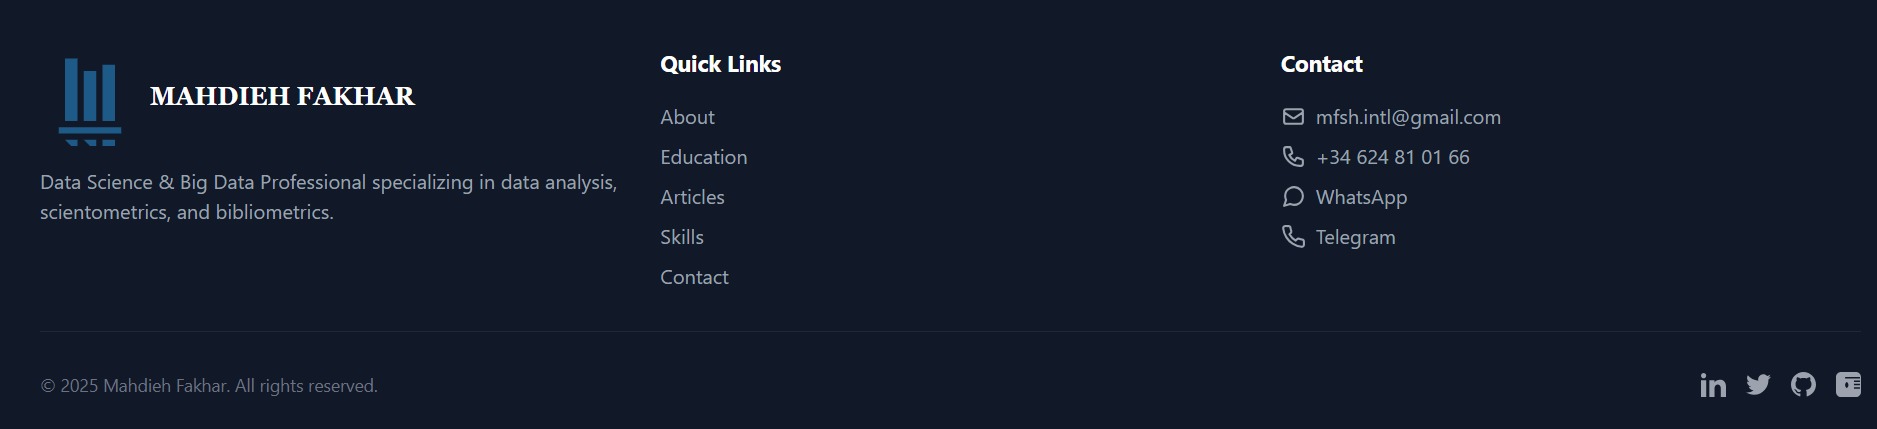 MAHDIEH FAKHAR
Data Science & Big Data Professional specializing in data analysis,
scientometrics, and bibliometrics.
Quick Links
About
Education
Articles
Skills
Contact
Contact
mfsh.intl@gmail.com
+34 624 81 01 66
WhatsApp
Telegram
© 2025 Mahdieh Fakhar. All rights reserved.
in